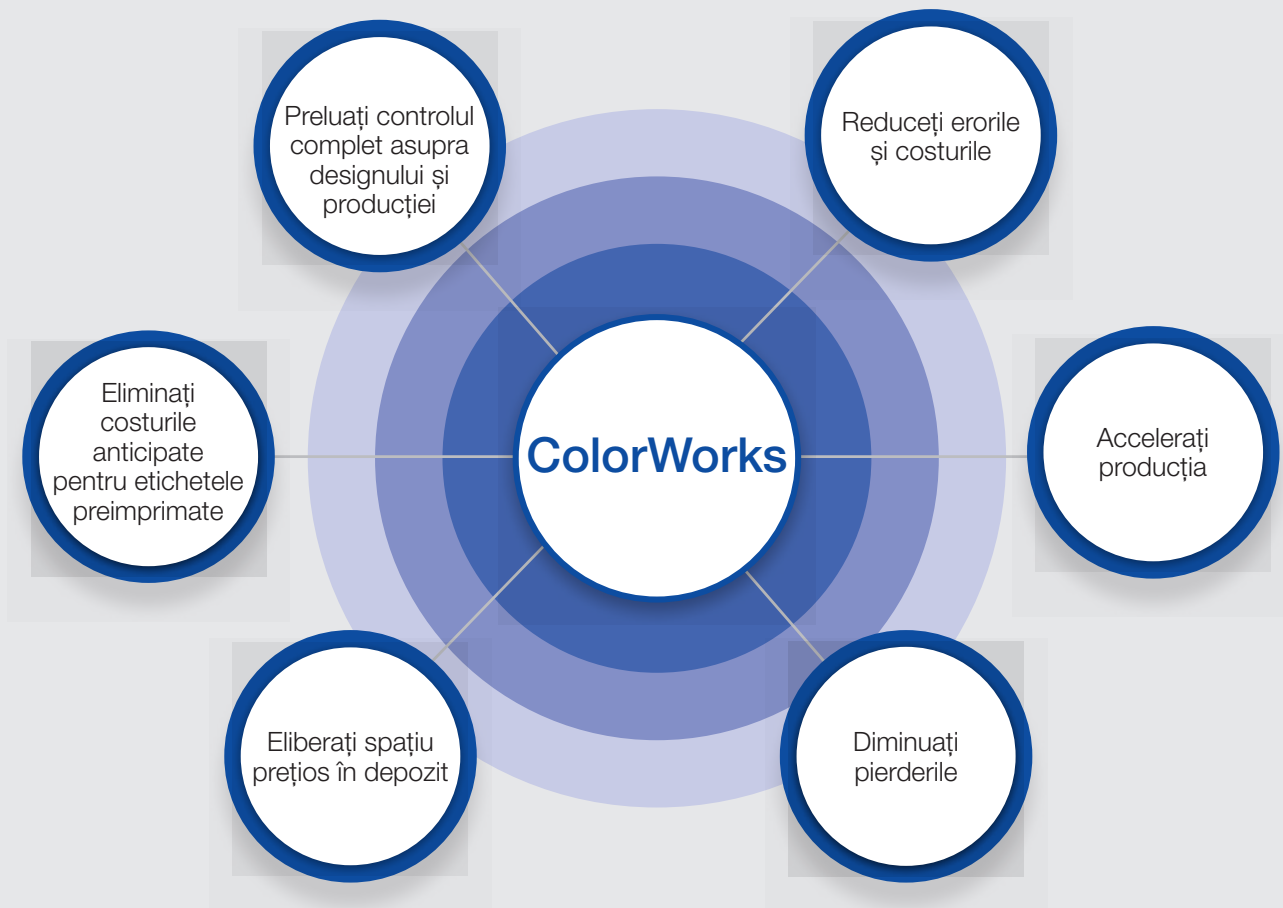 Preluați controlul
complet asupra
designului și
producției
Reduceți erorile
și costurile
Eliminați
costurile
anticipate
pentru etichetele
preimprimate
ColorWorks
Accelerați
producția
Eliberați spațiu
prețios în depozit
Diminuați
pierderile